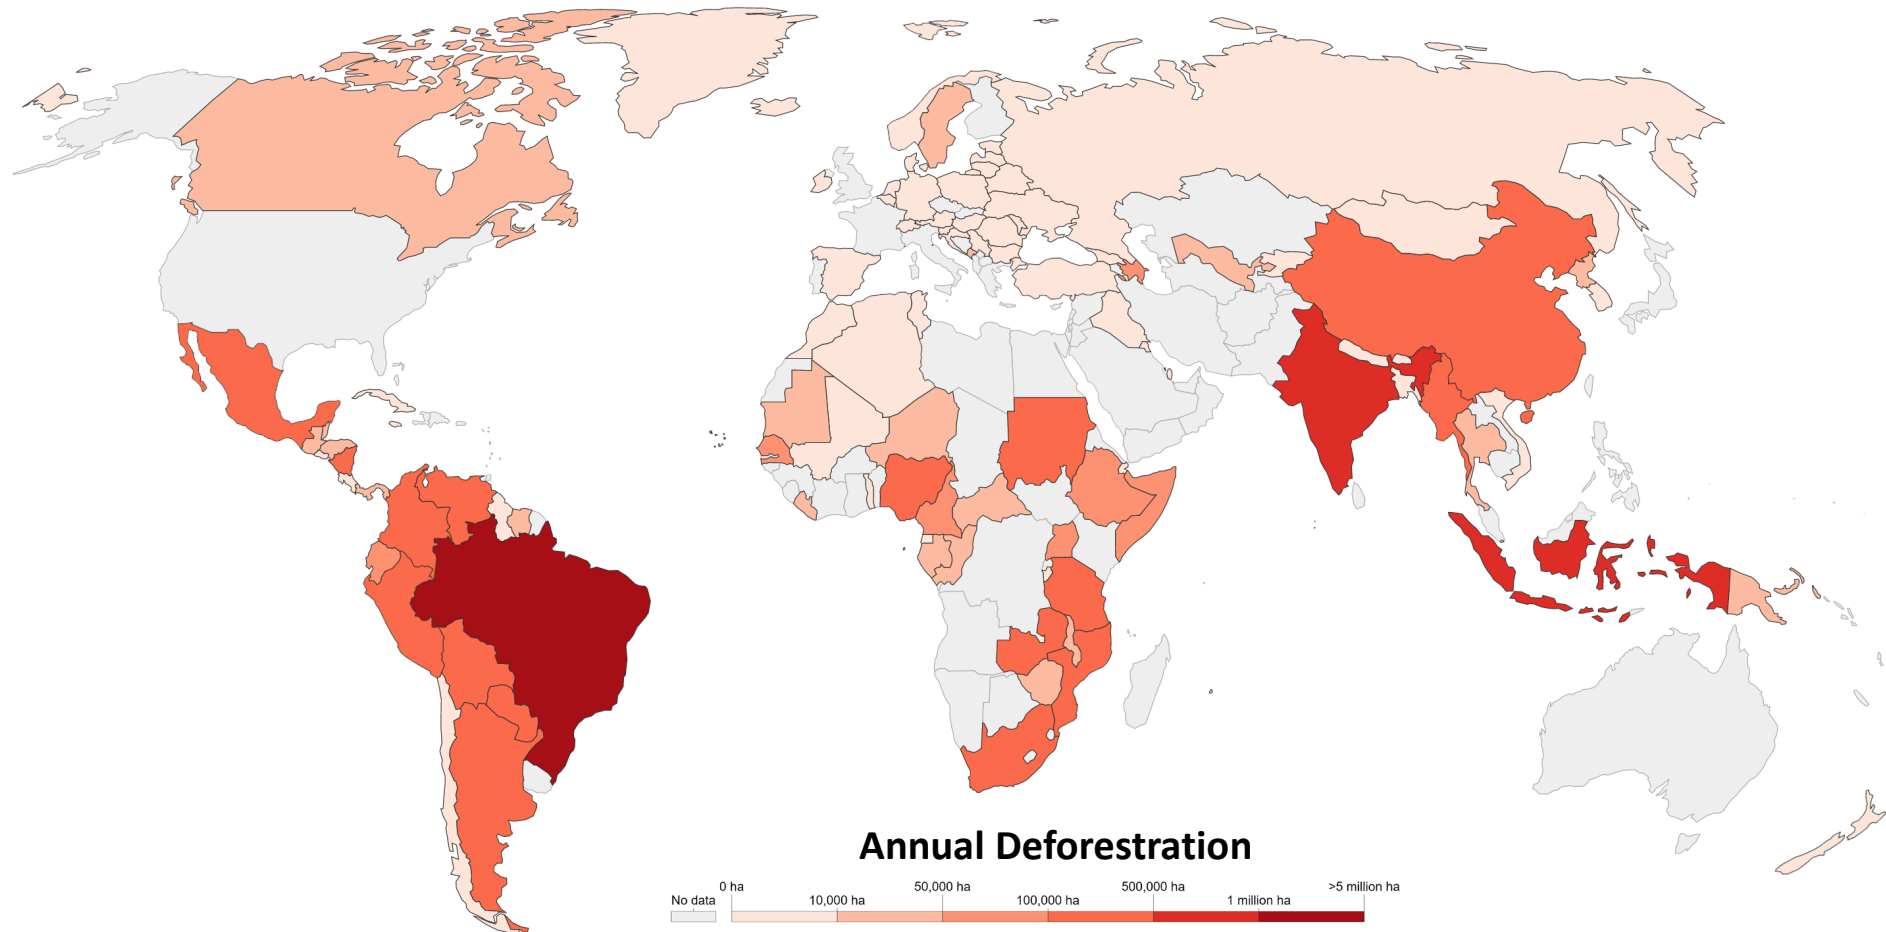 Annual Deforestration
0 ha 50,000 ha 500,000 ha >5 million ha
No data 10,000 ha 100,000 ha 1 million ha